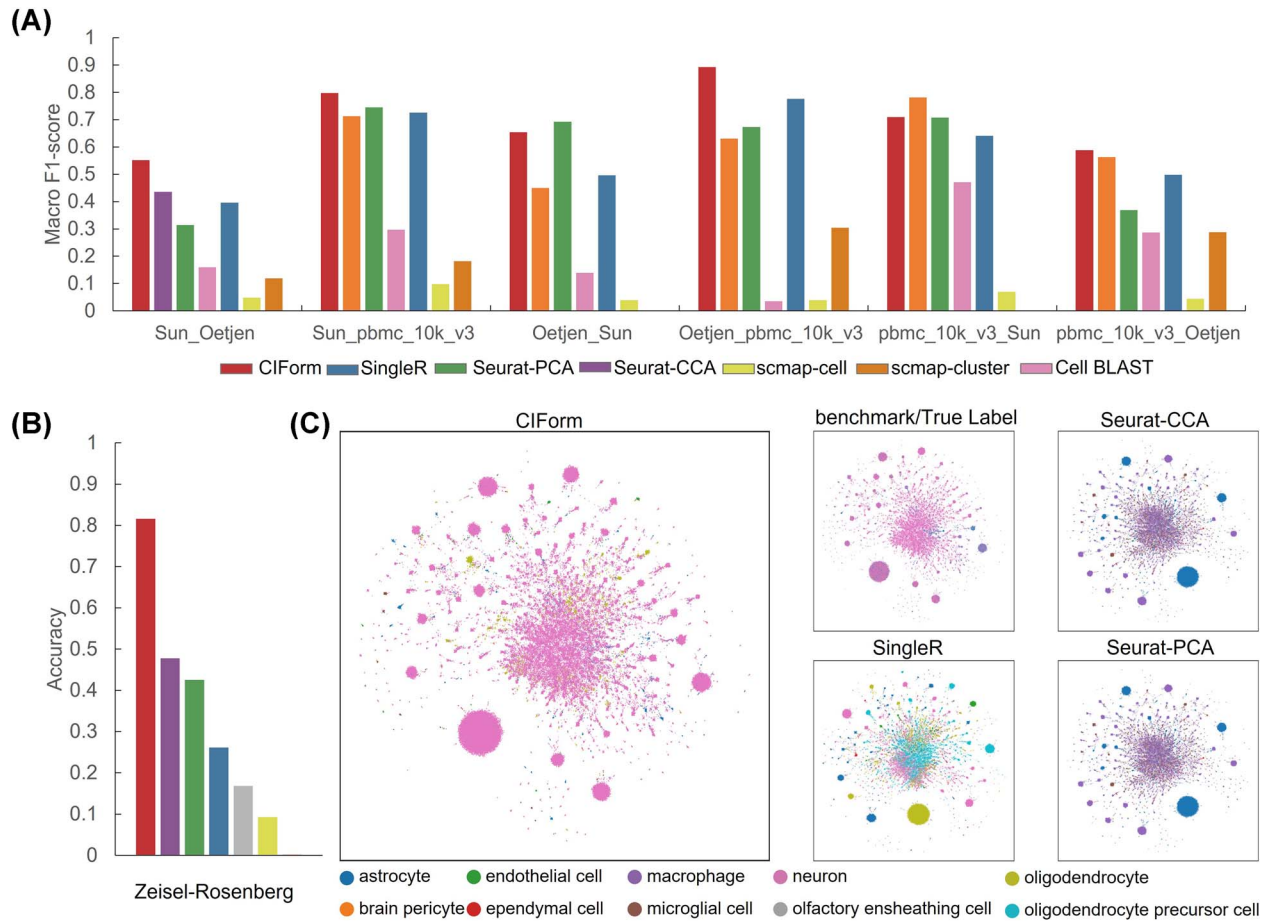 (A)
Macro F1-score
1
0.9
0.8
0.7
0.6
0.5
0.4
0.3
0.2
0.1
0
Sun_Oetjen
Sun_pbmc_10k_v3
Oetjen_Sun
Oetjen_pbmc_10k_v3
pbmc_10k_v3_Sun
pbmc_10k_v3_Oetjen
CIForm
SingleR
Seurat-PCA
Seurat-CCA
scmap-cell
scmap-cluster
Cell BLAST
(B)
Accuracy
1
0.9
0.8
0.7
0.6
0.5
0.4
0.3
0.2
0.1
0
Zeisel-Rosenberg
(C)
CIForm
benchmark/True Label
Seurat-CCA
SingleR
Seurat-PCA
astrocyte
endothelial cell
macrophage
neuron
oligodendrocyte
brain pericyte
ependymal cell
microglial cell
olfactory ensheathing cell
oligodendrocyte precursor cell